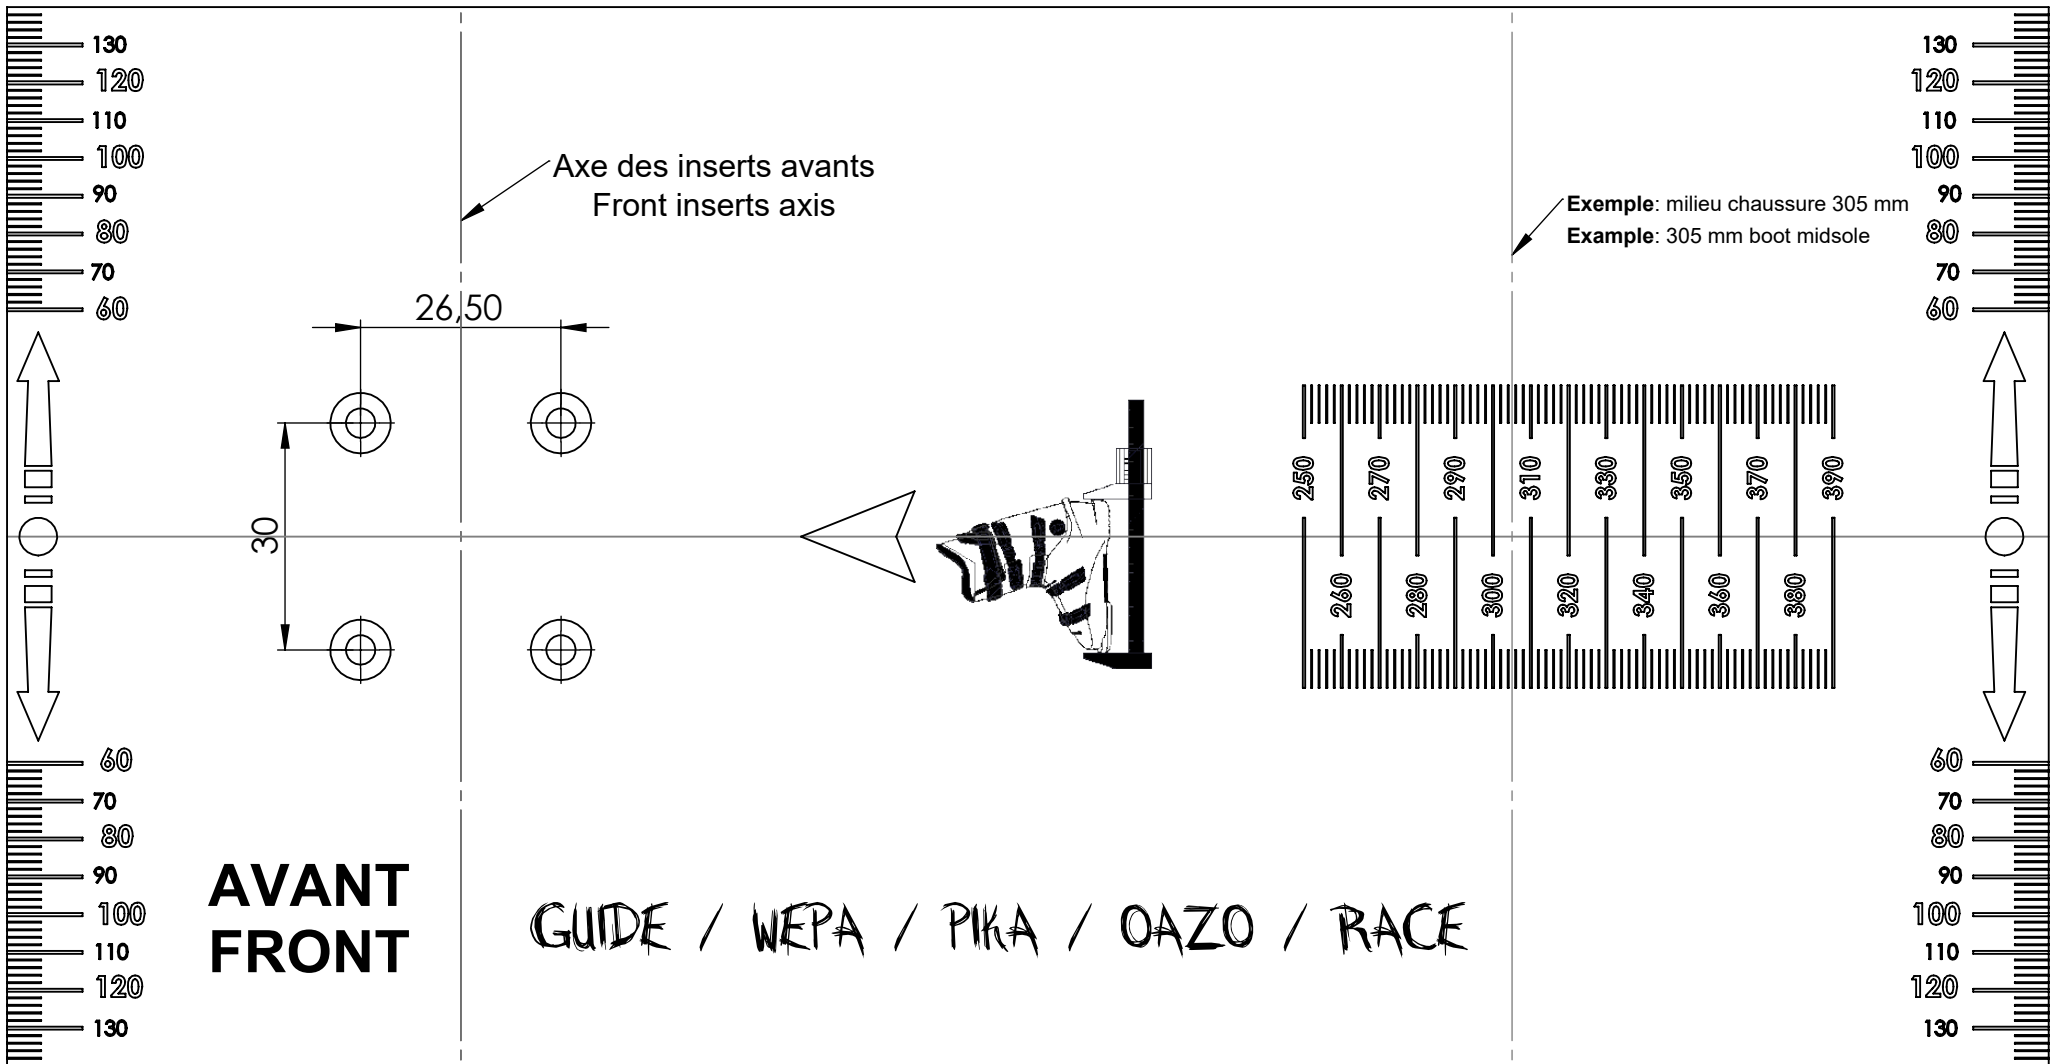 130 130
120 120
110 110
100 100
90 90
80 80
70 70
60 60
Axe des inserts avants
Front inserts axis
Exemple: milieu chaussure 305 mm
Example: 305 mm boot midsole
26,50
30
250 270 290 310 330 350 370 390
260 280 300 320 340 360 380
60 60
70 70
80 80
90 90
100 100
110 110
120 120
130 130
AVANT
FRONT
GUIDE / WEPA / PIKA / OAZO / RACE